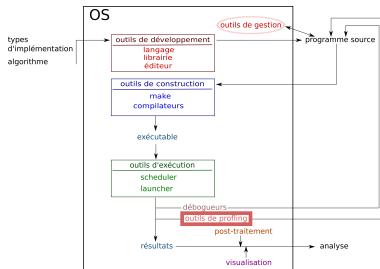 OS
outils de développement
outils de gestion
types
d'implémentation
langage
librairie
éditeur
programme source
algorithme
outils de construction
make
compilateurs
exécutable
outils d'exécution
scheduler
launcher
débogueurs
outils de profing
post-traitement
résultats
analyse
visualisation